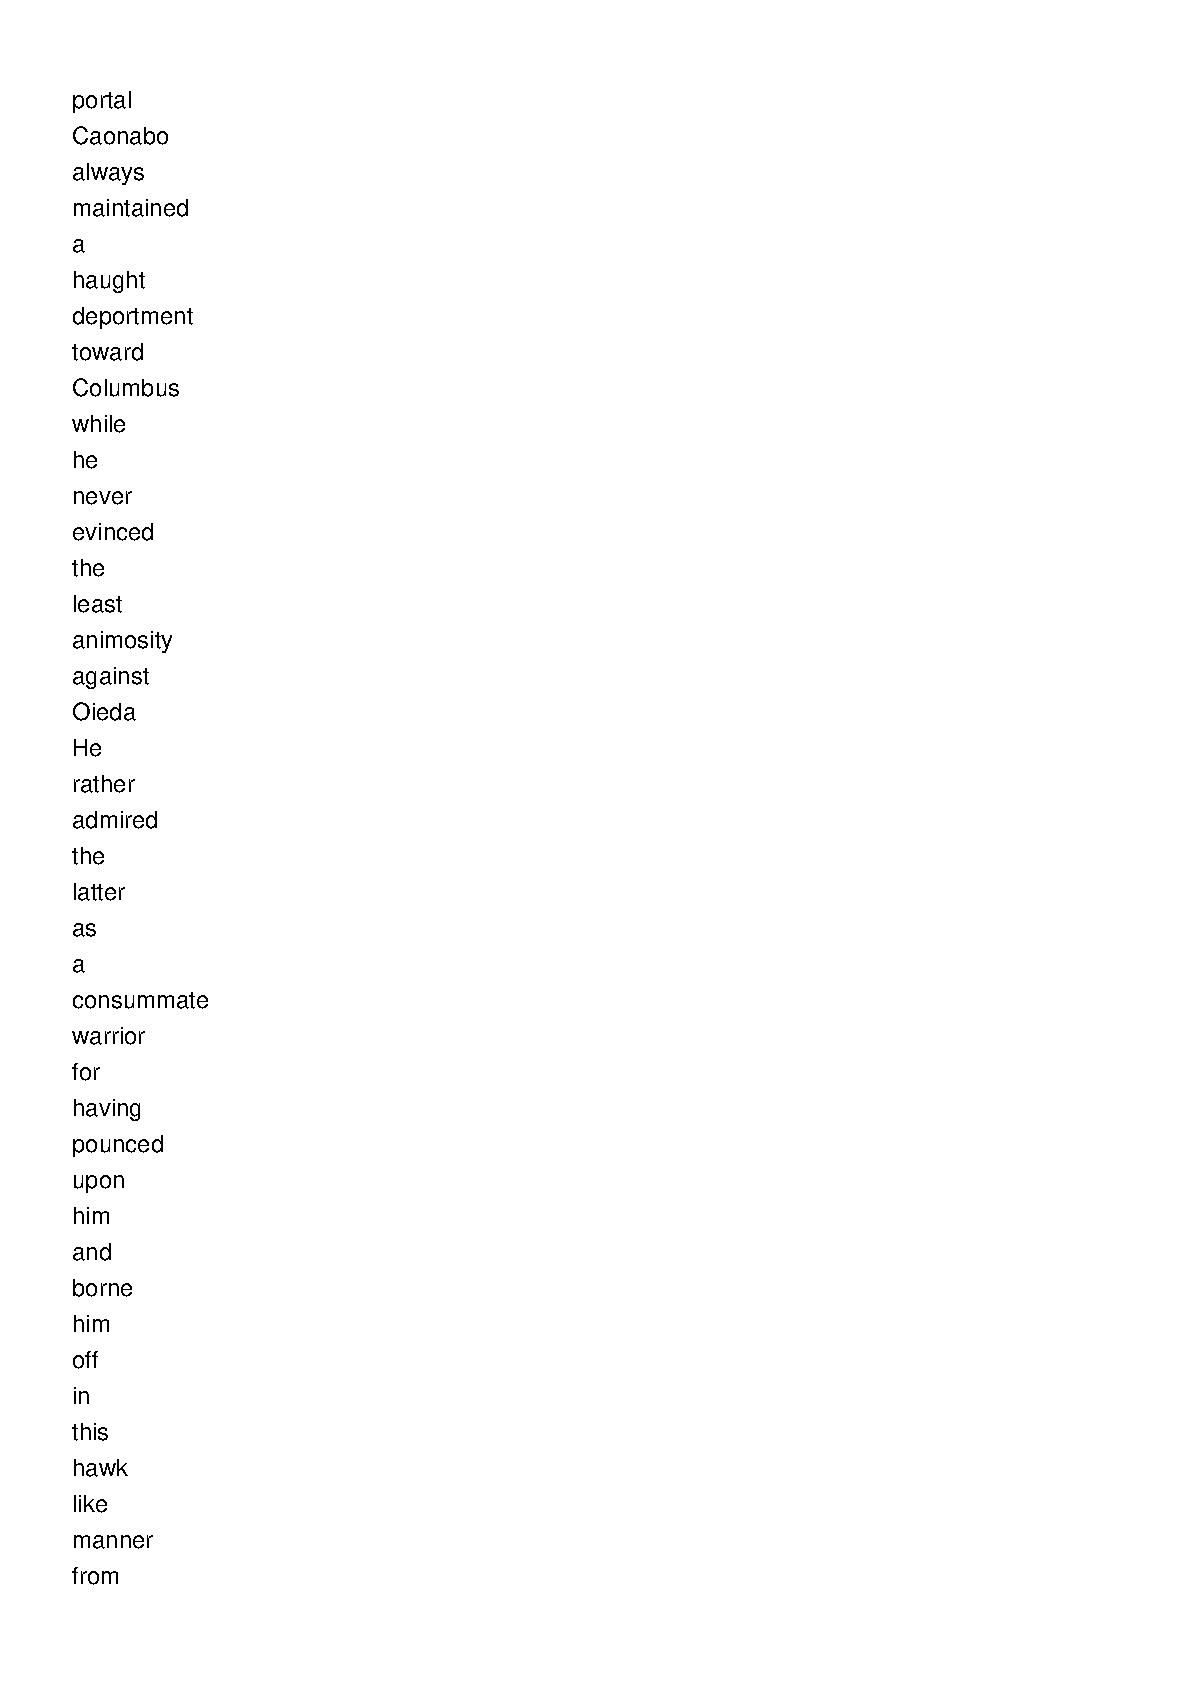 portal
Caonabo
always
maintained
a
haught
deportment
toward
Columbus
while
he
never
evinced
the
least
animosity
against
Oieda
He
rather
admired
the
latter
as
a
consummate
warrior
for
having
pounced
upon
him
and
borne
him
off
in
this
hawk
like
manner
from